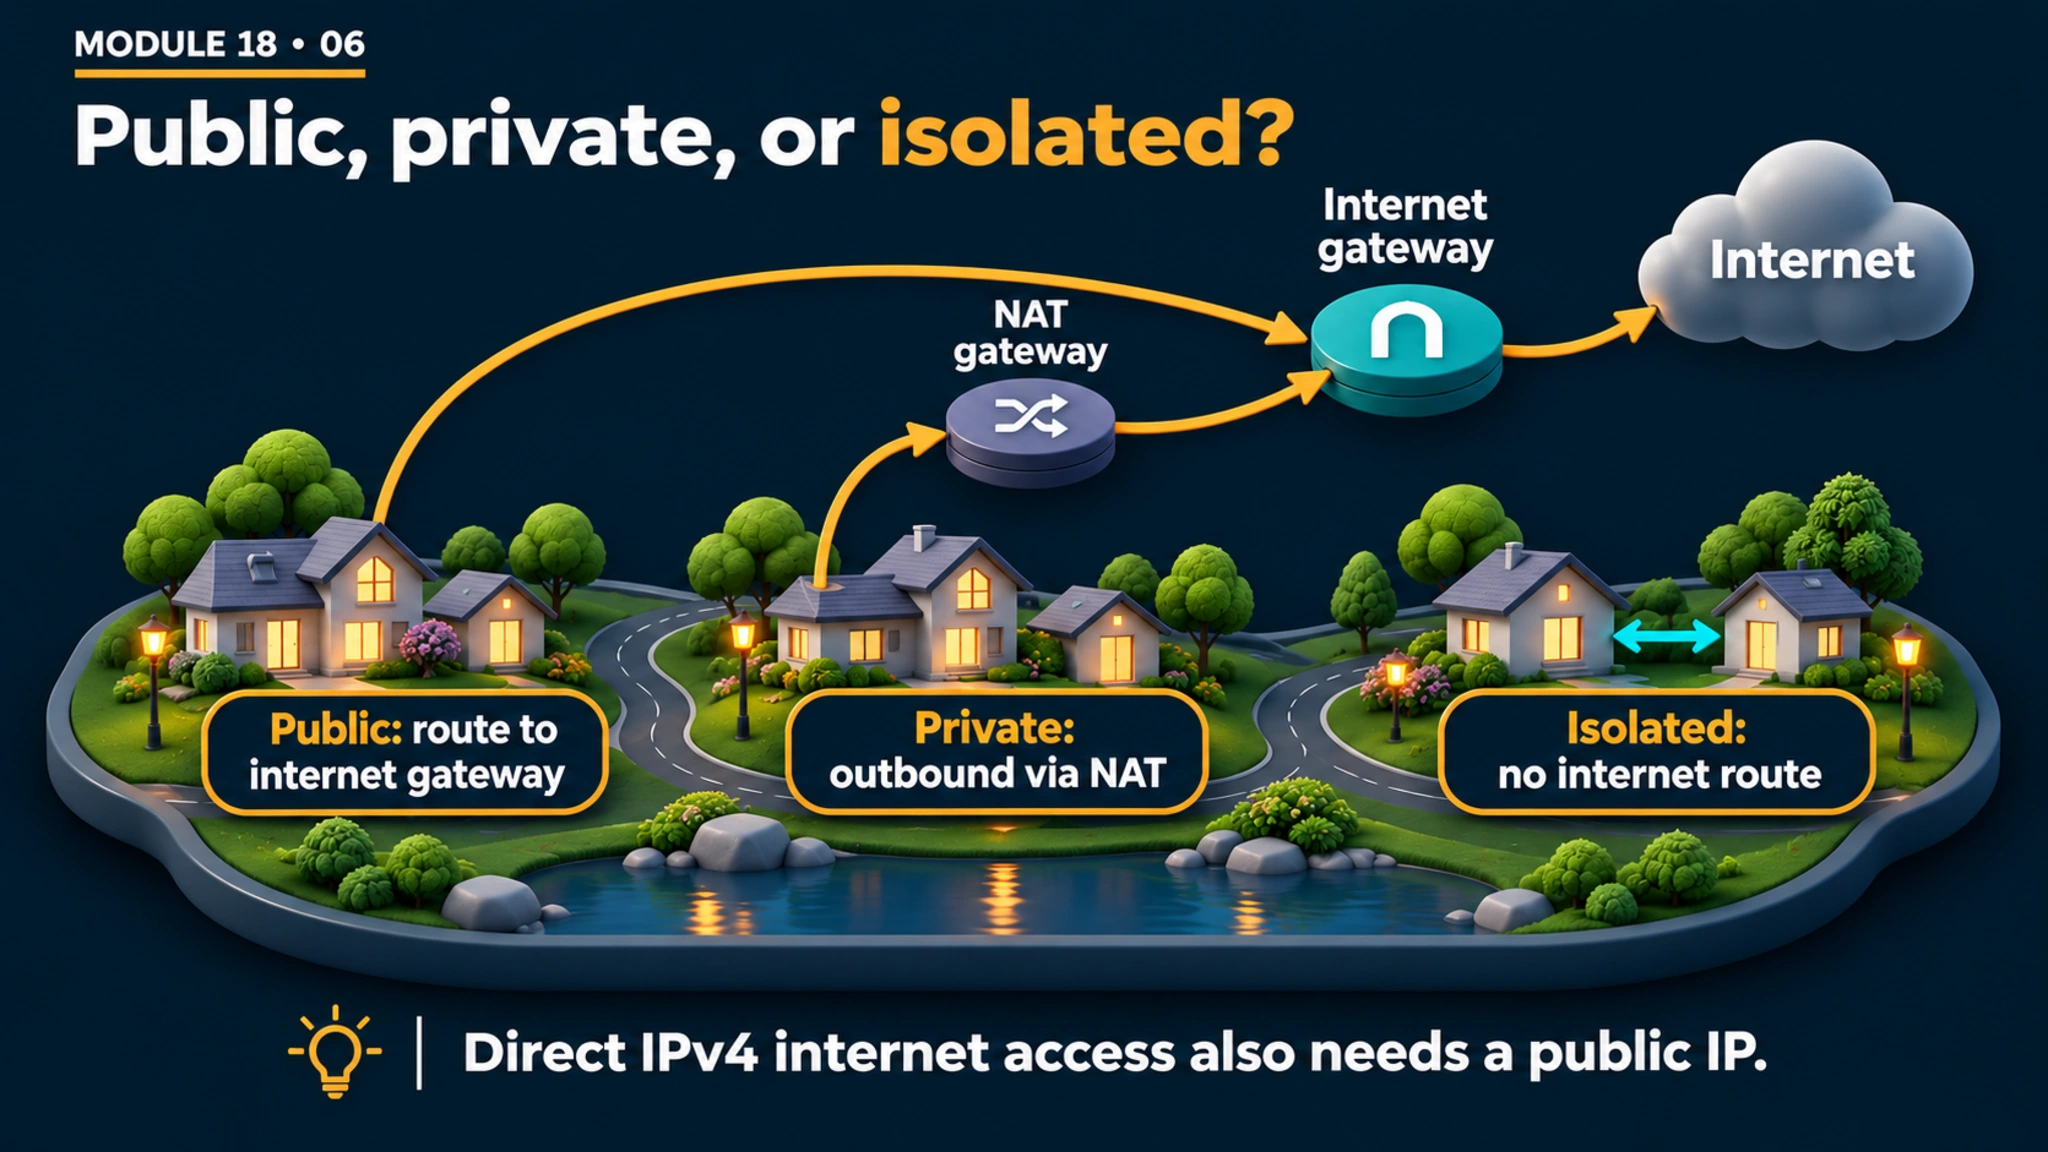 MODULE 18 • 06
Public, private, or isolated?
Internet
gateway
Internet
NAT
gateway
Public: route to
internet gateway
Private:
outbound via NAT
Isolated:
no internet route
Direct IPv4 internet access also needs a public IP.